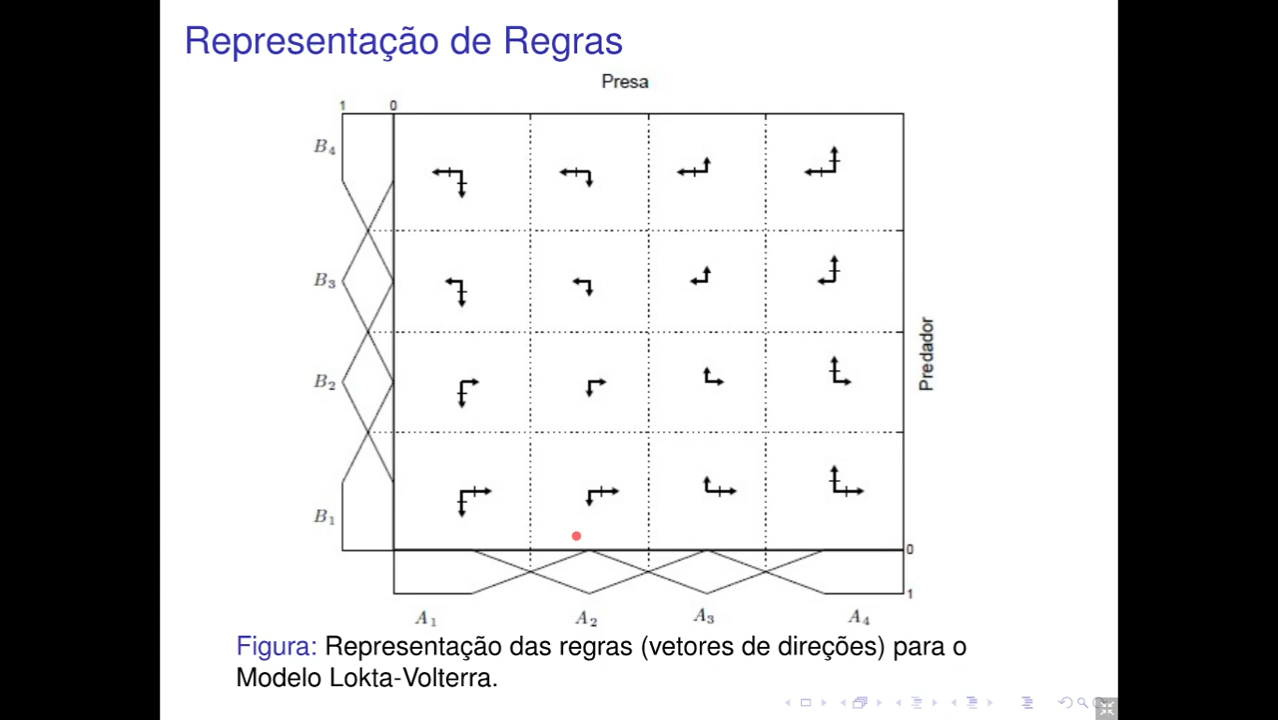 Representação de Regras
Presa
1 0
B4
B3
B2
B1
Predador
0
1
A1 A2 A3 A4
Figura: Representação das regras (vetores de direções) para o
Modelo Lokta-Volterra.